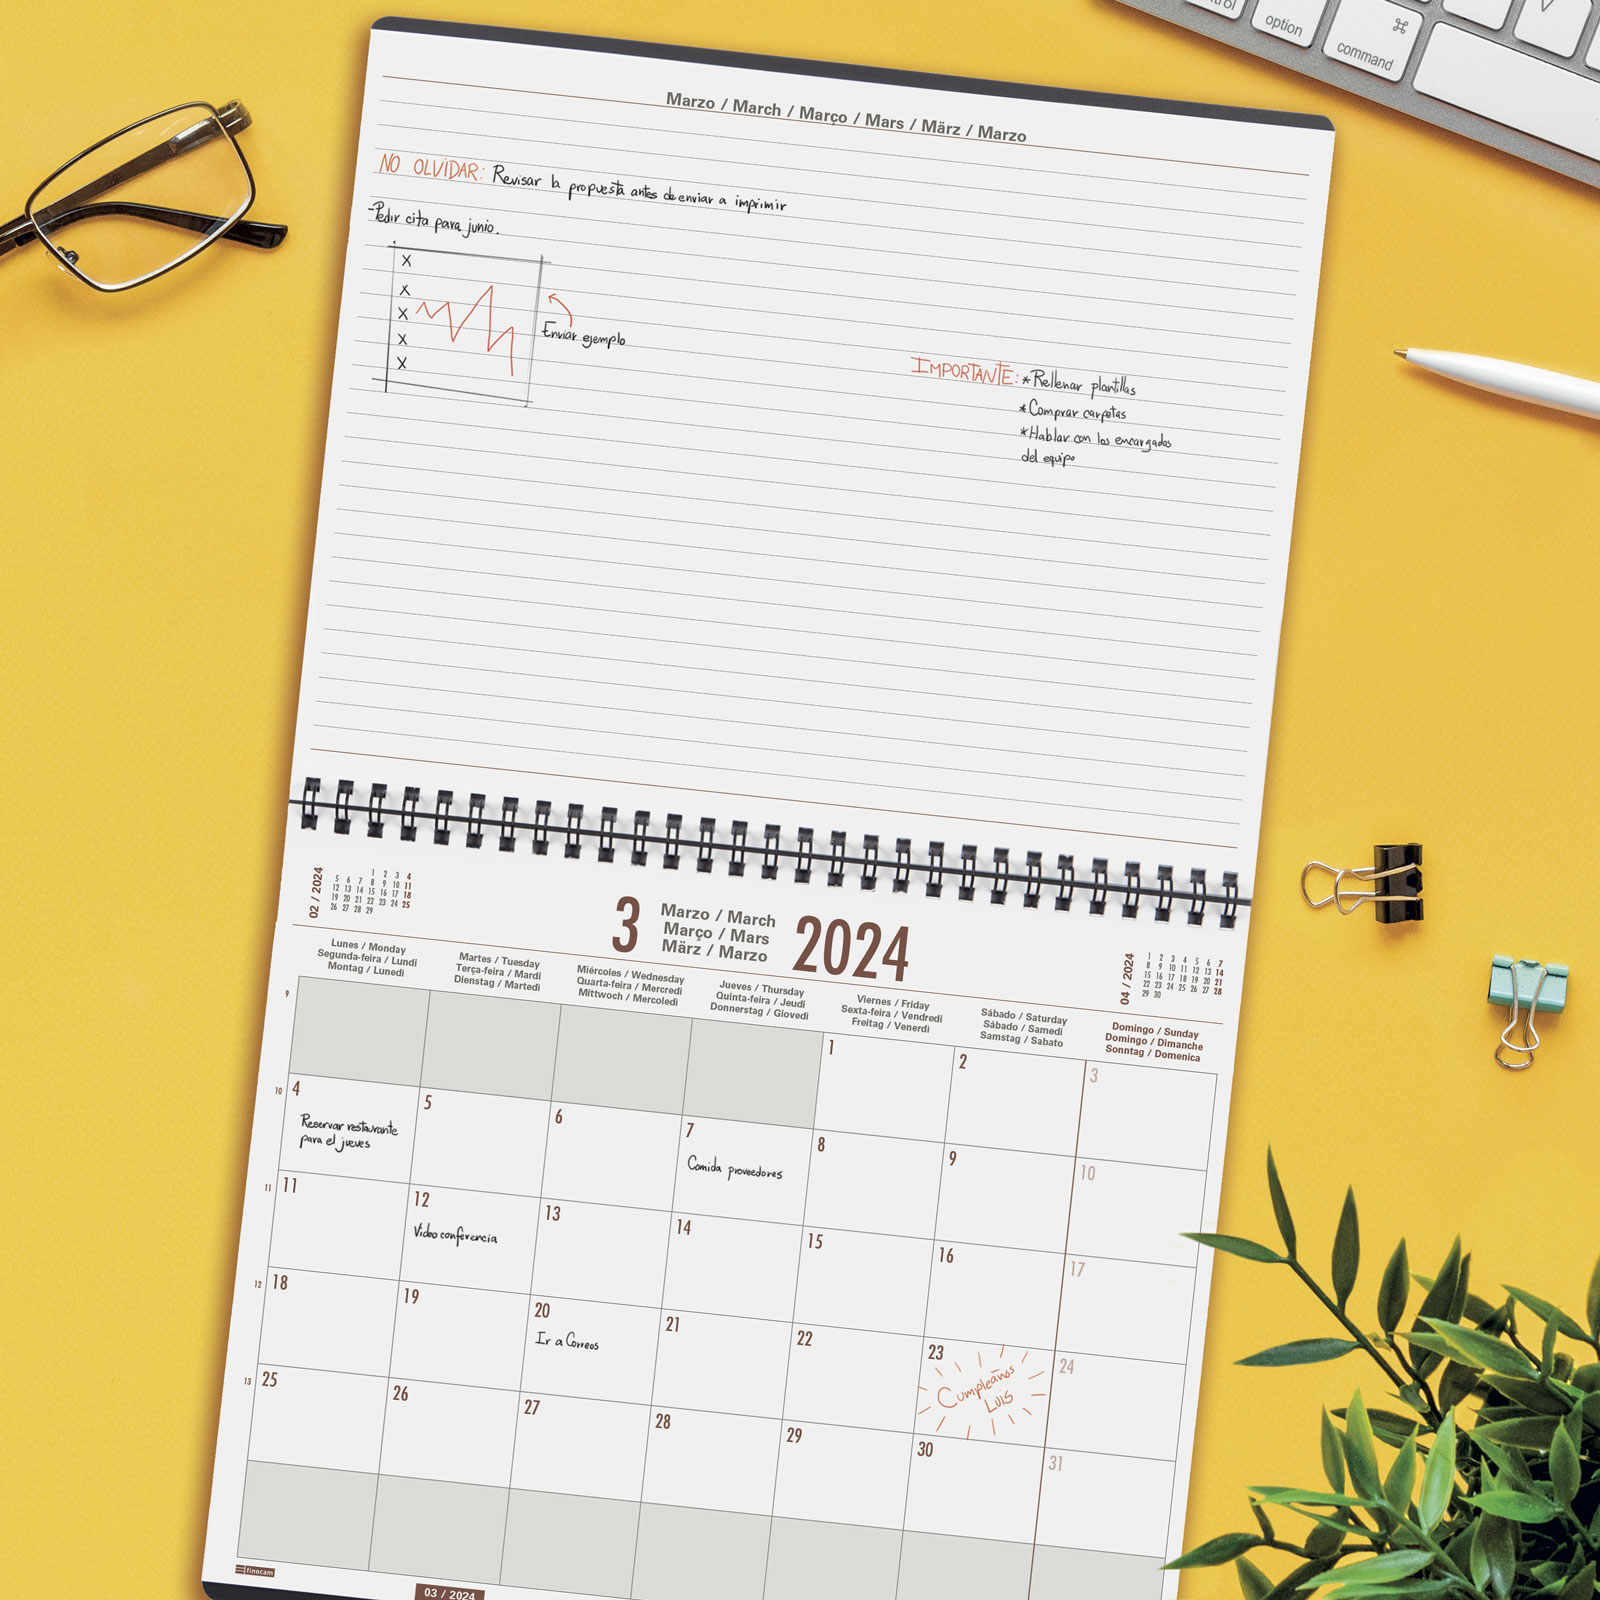 control
option
⌘
command
Marzo / March / Março / Mars / März / Marzo
NO OLVIDAR: Revisar la propuesta antes de enviar a imprimir
-Pedir cita para junio.
X
X
X
X
X
Enviar ejemplo
IMPORTANTE: *Rellenar plantillas
*Comprar carpetas
*Hablar con los encargados
del equipo
02 / 2024
1 2 3 4
5 6 7 8 9 10 11
12 13 14 15 16 17 18
19 20 21 22 23 24 25
26 27 28 29
3
Marzo / March
Março / Mars
März / Marzo
2024
04 / 2024
1 2 3 4 5 6 7
8 9 10 11 12 13 14
15 16 17 18 19 20 21
22 23 24 25 26 27 28
29 30
Lunes / Monday
Segunda-feira / Lundi
Montag / Lunedì
Martes / Tuesday
Terça-feira / Mardi
Dienstag / Martedì
Miércoles / Wednesday
Quarta-feira / Mercredi
Mittwoch / Mercoledì
Jueves / Thursday
Quinta-feira / Jeudi
Donnerstag / Giovedì
Viernes / Friday
Sexta-feira / Vendredi
Freitag / Venerdì
Sábado / Saturday
Sábado / Samedi
Samstag / Sabato
Domingo / Sunday
Domingo / Dimanche
Sonntag / Domenica
9
1 2 3
10
4 5 6 7 8 9 10
Reservar restaurante
para el jueves
Comida proveedores
11
11 12 13 14 15 16 17
Video conferencia
12
18 19 20 21 22 23 24
Ir a Correos
Cumpleaños
Luis
13
25 26 27 28 29 30 31
finocam
03 / 2024